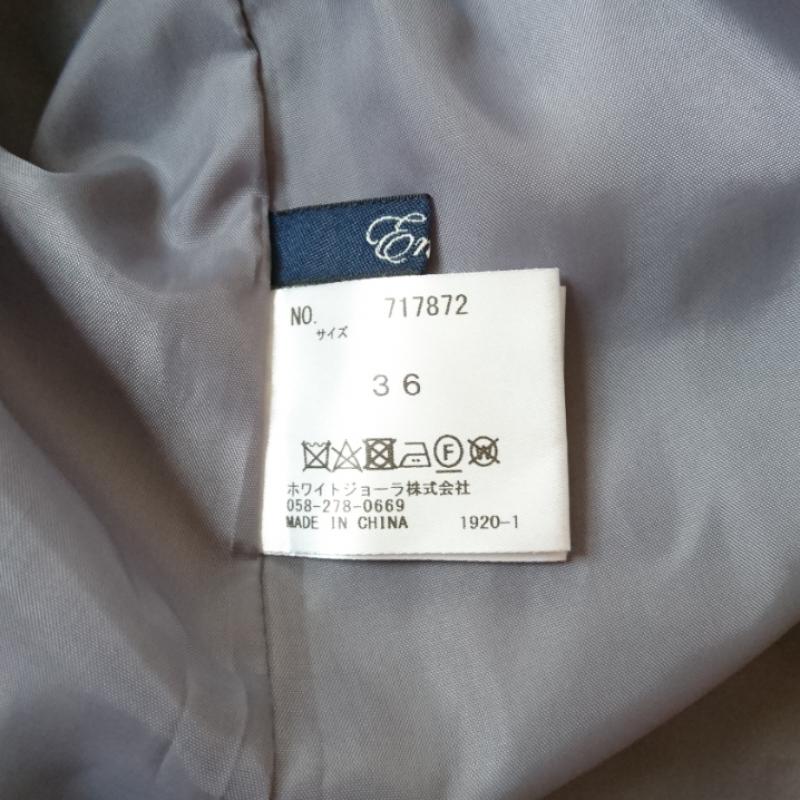 NO. 717872
サイズ
36
F W
ホワイトジョーラ株式会社
058-278-0669
MADE IN CHINA 1920-1